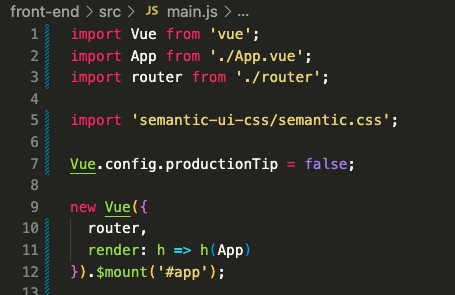 front-end > src > JS main.js > ...
1 import Vue from 'vue';
2 import App from './App.vue';
3 import router from './router';
4
5 import 'semantic-ui-css/semantic.css';
6
7 Vue.config.productionTip = false;
8
9 new Vue({
10   router,
11   render: h => h(App)
12 }).$mount('#app');
13